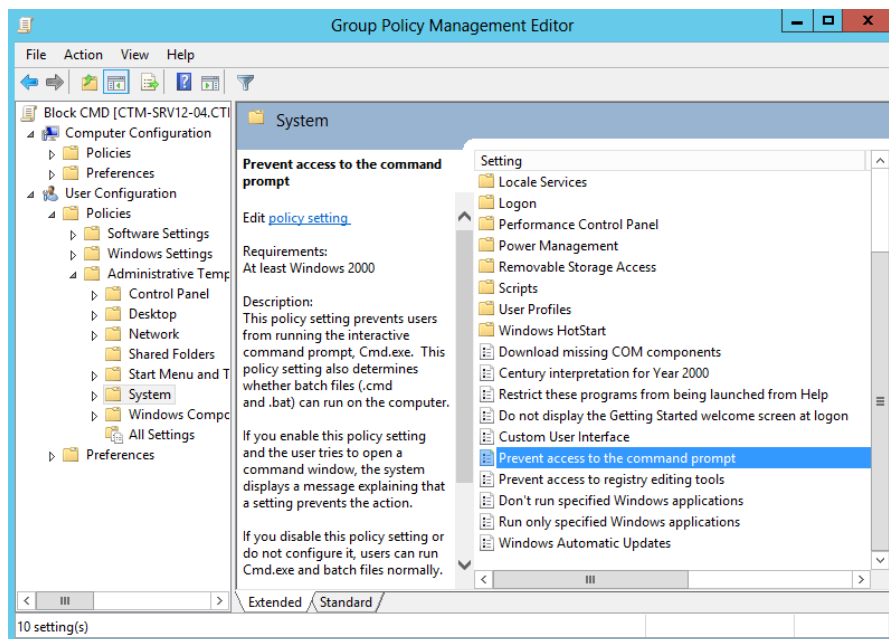 Group Policy Management Editor
File Action View Help
Block CMD [CTM-SRV12-04.CTI
Computer Configuration
Policies
Preferences
User Configuration
Policies
Software Settings
Windows Settings
Administrative Temp
Control Panel
Desktop
Network
Shared Folders
Start Menu and T
System
Windows Compo
All Settings
Preferences
System
Prevent access to the command
prompt
Edit policy setting
Requirements:
At least Windows 2000
Description:
This policy setting prevents users
from running the interactive
command prompt, Cmd.exe. This
policy setting also determines
whether batch files (.cmd
and .bat) can run on the computer.
If you enable this policy setting
and the user tries to open a
command window, the system
displays a message explaining that
a setting prevents the action.
If you disable this policy setting or
do not configure it, users can run
Cmd.exe and batch files normally.
Setting
Locale Services
Logon
Performance Control Panel
Power Management
Removable Storage Access
Scripts
User Profiles
Windows HotStart
Download missing COM components
Century interpretation for Year 2000
Restrict these programs from being launched from Help
Do not display the Getting Started welcome screen at logon
Custom User Interface
Prevent access to the command prompt
Prevent access to registry editing tools
Don't run specified Windows applications
Run only specified Windows applications
Windows Automatic Updates
Extended Standard
10 setting(s)